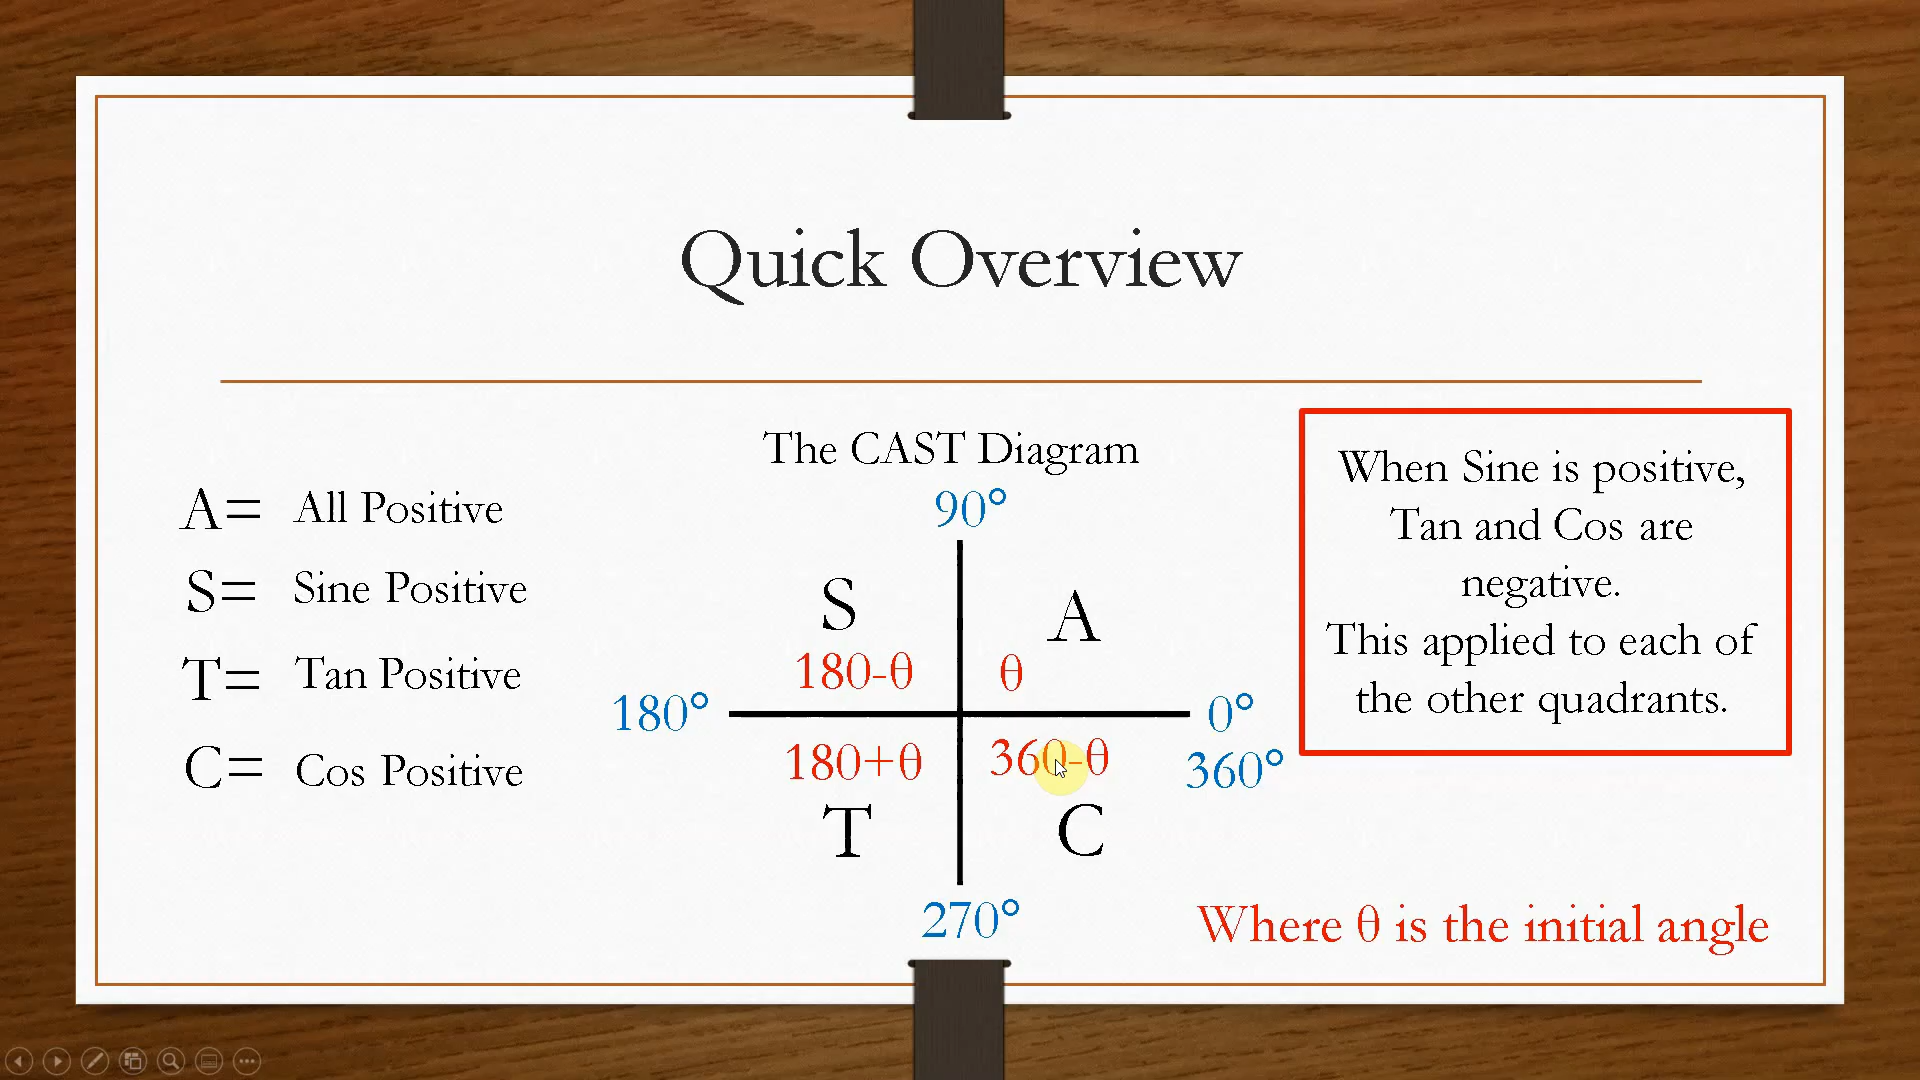 Quick Overview
A= All Positive
S= Sine Positive
T= Tan Positive
C= Cos Positive
The CAST Diagram
90°
S
A
180-θ
θ
180°
0°
180+θ
360-θ
360°
T
C
270°
When Sine is positive,
Tan and Cos are
negative.
This applied to each of
the other quadrants.
Where θ is the initial angle